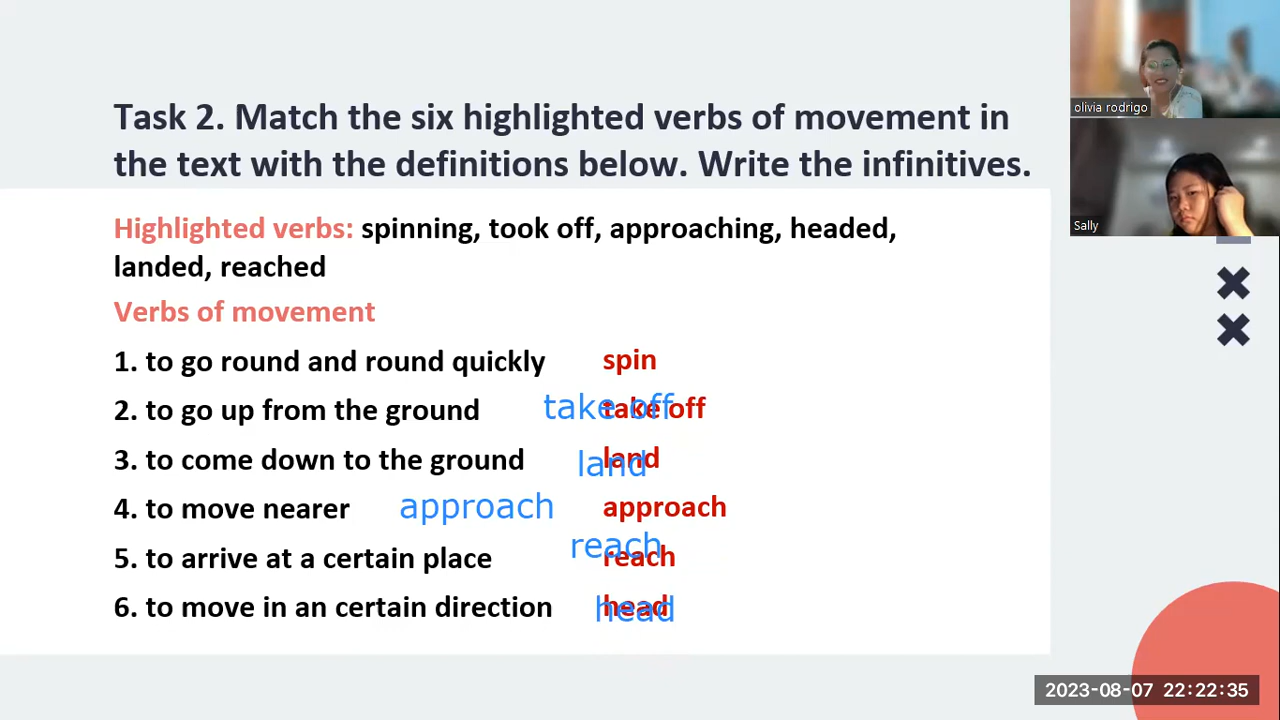 Task 2. Match the six highlighted verbs of movement in
the text with the definitions below. Write the infinitives.
olivia rodrigo
Sally
Highlighted verbs: spinning, took off, approaching, headed,
landed, reached
Verbs of movement
1. to go round and round quickly spin
2. to go up from the ground take off take off
3. to come down to the ground land land
4. to move nearer approach approach
5. to arrive at a certain place reach reach
6. to move in an certain direction head head
2023-08-07 22:22:35